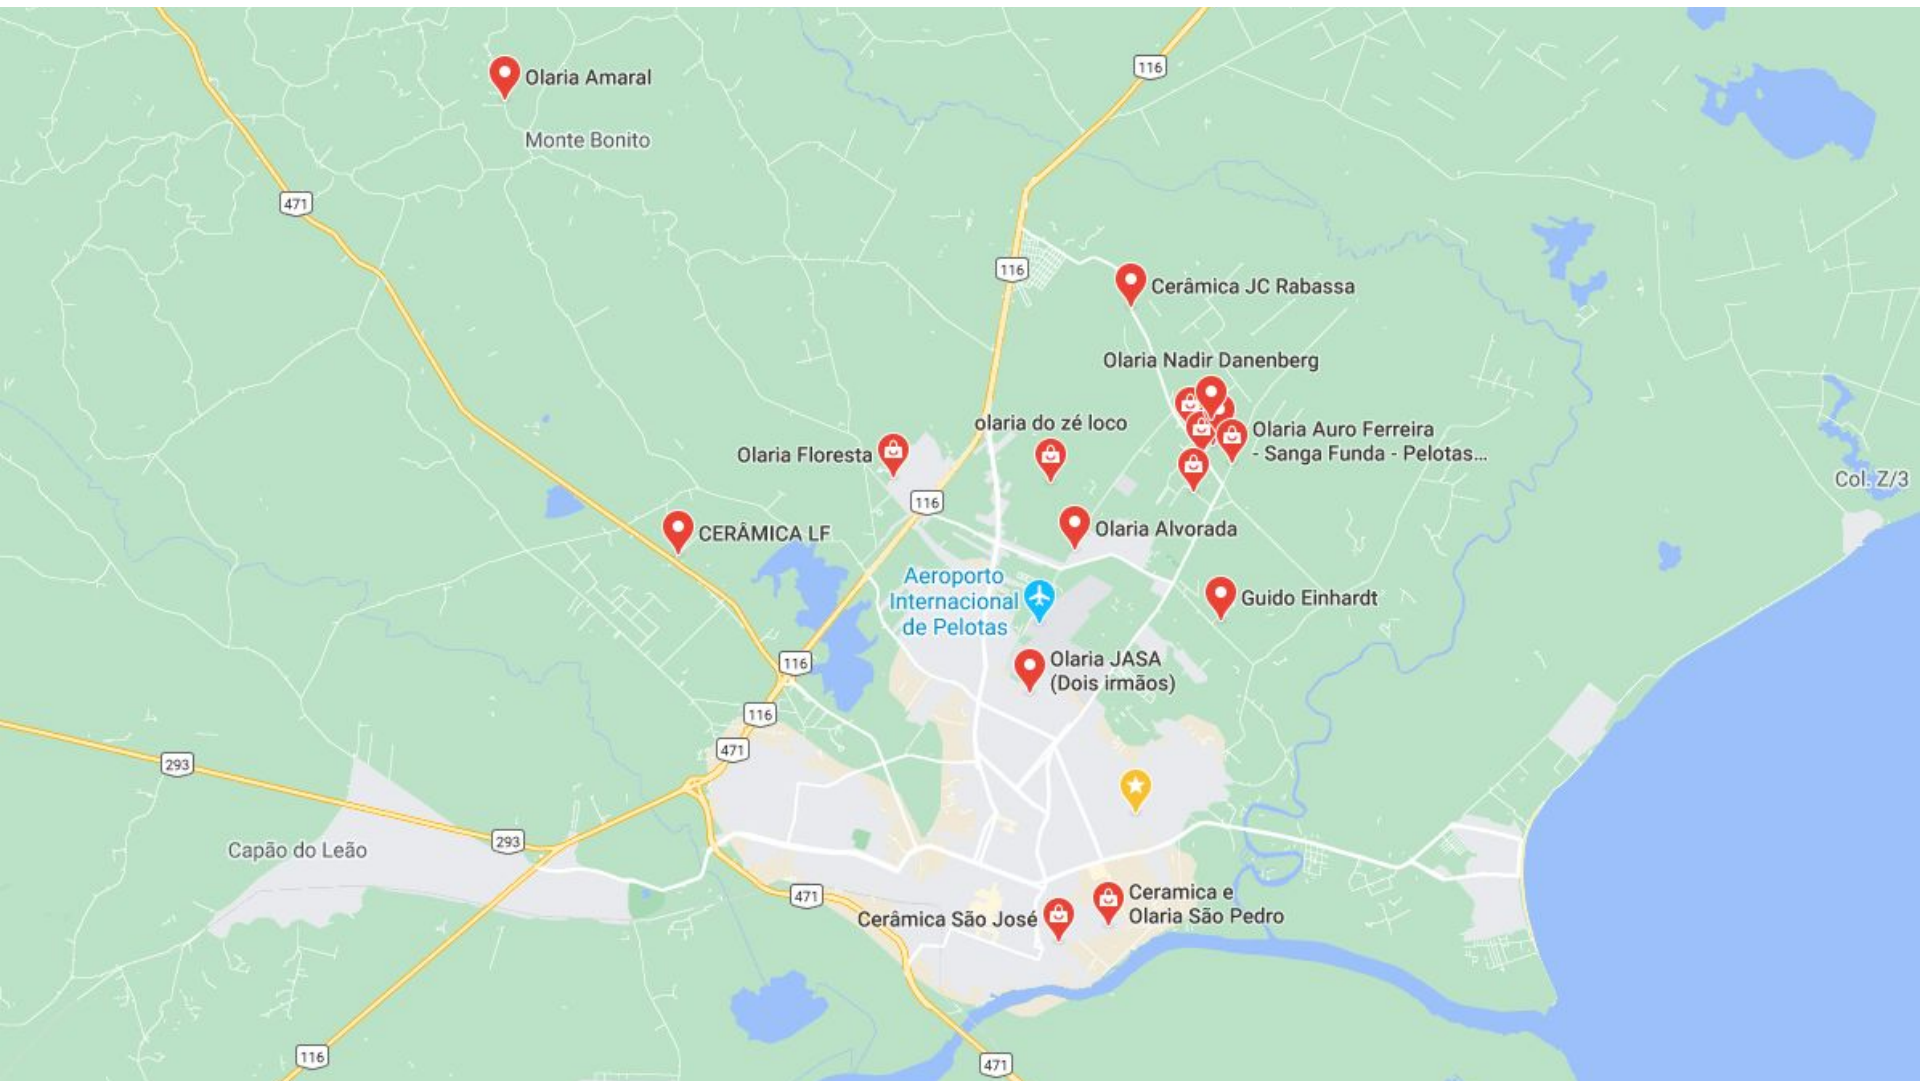 116
Olaria Amaral
Monte Bonito
471
116
Cerâmica JC Rabassa
Olaria Nadir Danenberg
olaria do zé loco
Olaria Auro Ferreira
- Sanga Funda - Pelotas...
Olaria Floresta
Col. Z/3
116
CERÂMICA LF
Olaria Alvorada
Aeroporto
Internacional
de Pelotas
Guido Einhardt
Olaria JASA
(Dois irmãos)
116
116
471
293
293
Capão do Leão
471
Cerâmica São José
Ceramica e
Olaria São Pedro
116
471